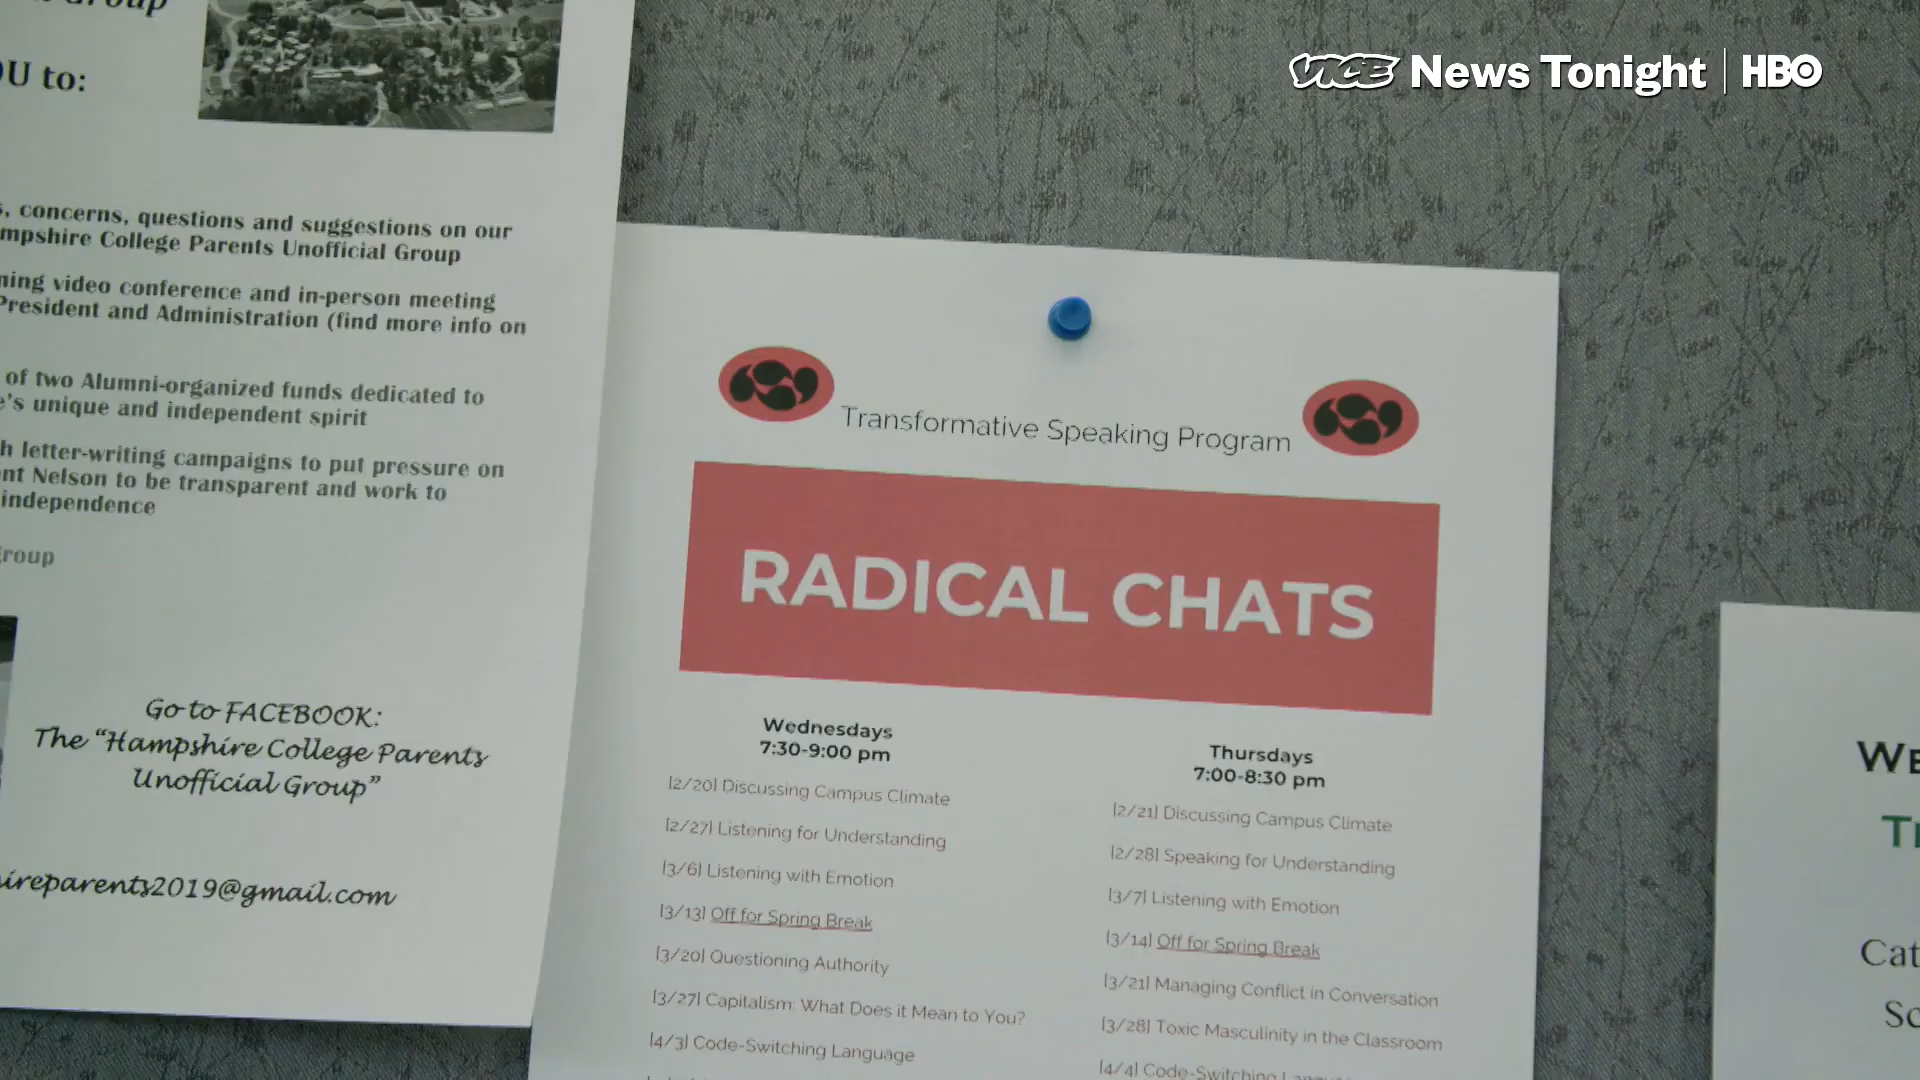 VICE News Tonight | HBO
Group
OU to:
concerns, questions and suggestions on our
mpshire College Parents Unofficial Group
ning video conference and in-person meeting
President and Administration (find more info on
of two Alumni-organized funds dedicated to
e's unique and independent spirit
h letter-writing campaigns to put pressure on
nt Nelson to be transparent and work to
independence
group
Go to FACEBOOK:
The "Hampshire College Parents
Unofficial Group"
ireparents2019@gmail.com
Transformative Speaking Program
RADICAL CHATS
Wednesdays
7:30-9:00 pm
[2/20] Discussing Campus Climate
[2/27] Listening for Understanding
[3/6] Listening with Emotion
[3/13] Off for Spring Break
[3/20] Questioning Authority
[3/27] Capitalism: What Does it Mean to You?
[4/3] Code-Switching Language
Thursdays
7:00-8:30 pm
[2/21] Discussing Campus Climate
[2/28] Speaking for Understanding
[3/7] Listening with Emotion
[3/14] Off for Spring Break
[3/21] Managing Conflict in Conversation
[3/28] Toxic Masculinity in the Classroom
[4/4] Code-Switching
WE
Cat
Sc